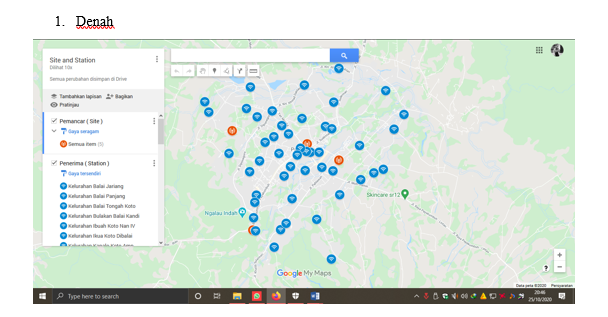 1. Denah
Site and Station
Dilihat 10x
Semua perubahan disimpan di Drive
Tambahkan lapisan Bagikan
Pratinjau
Pemancar ( Site )
Gaya seragam
Semua item (5)
Penerima ( Station )
Gaya tersendiri
Kelurahan Balai Jariang
Kelurahan Balai Panjang
Kelurahan Balai Tongah Koto
Kelurahan Bulakan Balai Kandi
Kelurahan Ibuah Koto Nan IV
Kelurahan Ikua Koto Dibalai
Skincare sr12
Ngalau Indah
Google My Maps
Data peta ©2020 Persyaratan
Type here to search
20:46
25/10/2020